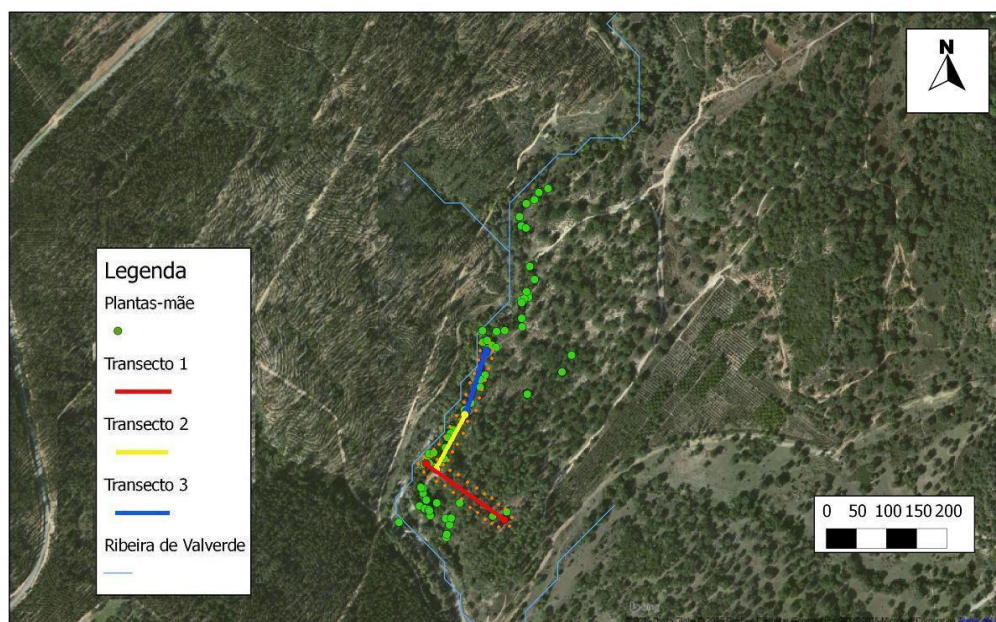 N
Legenda
Plantas-mãe
Transecto 1
Transecto 2
Transecto 3
Ribeira de Valverde
0 50 100 150 200